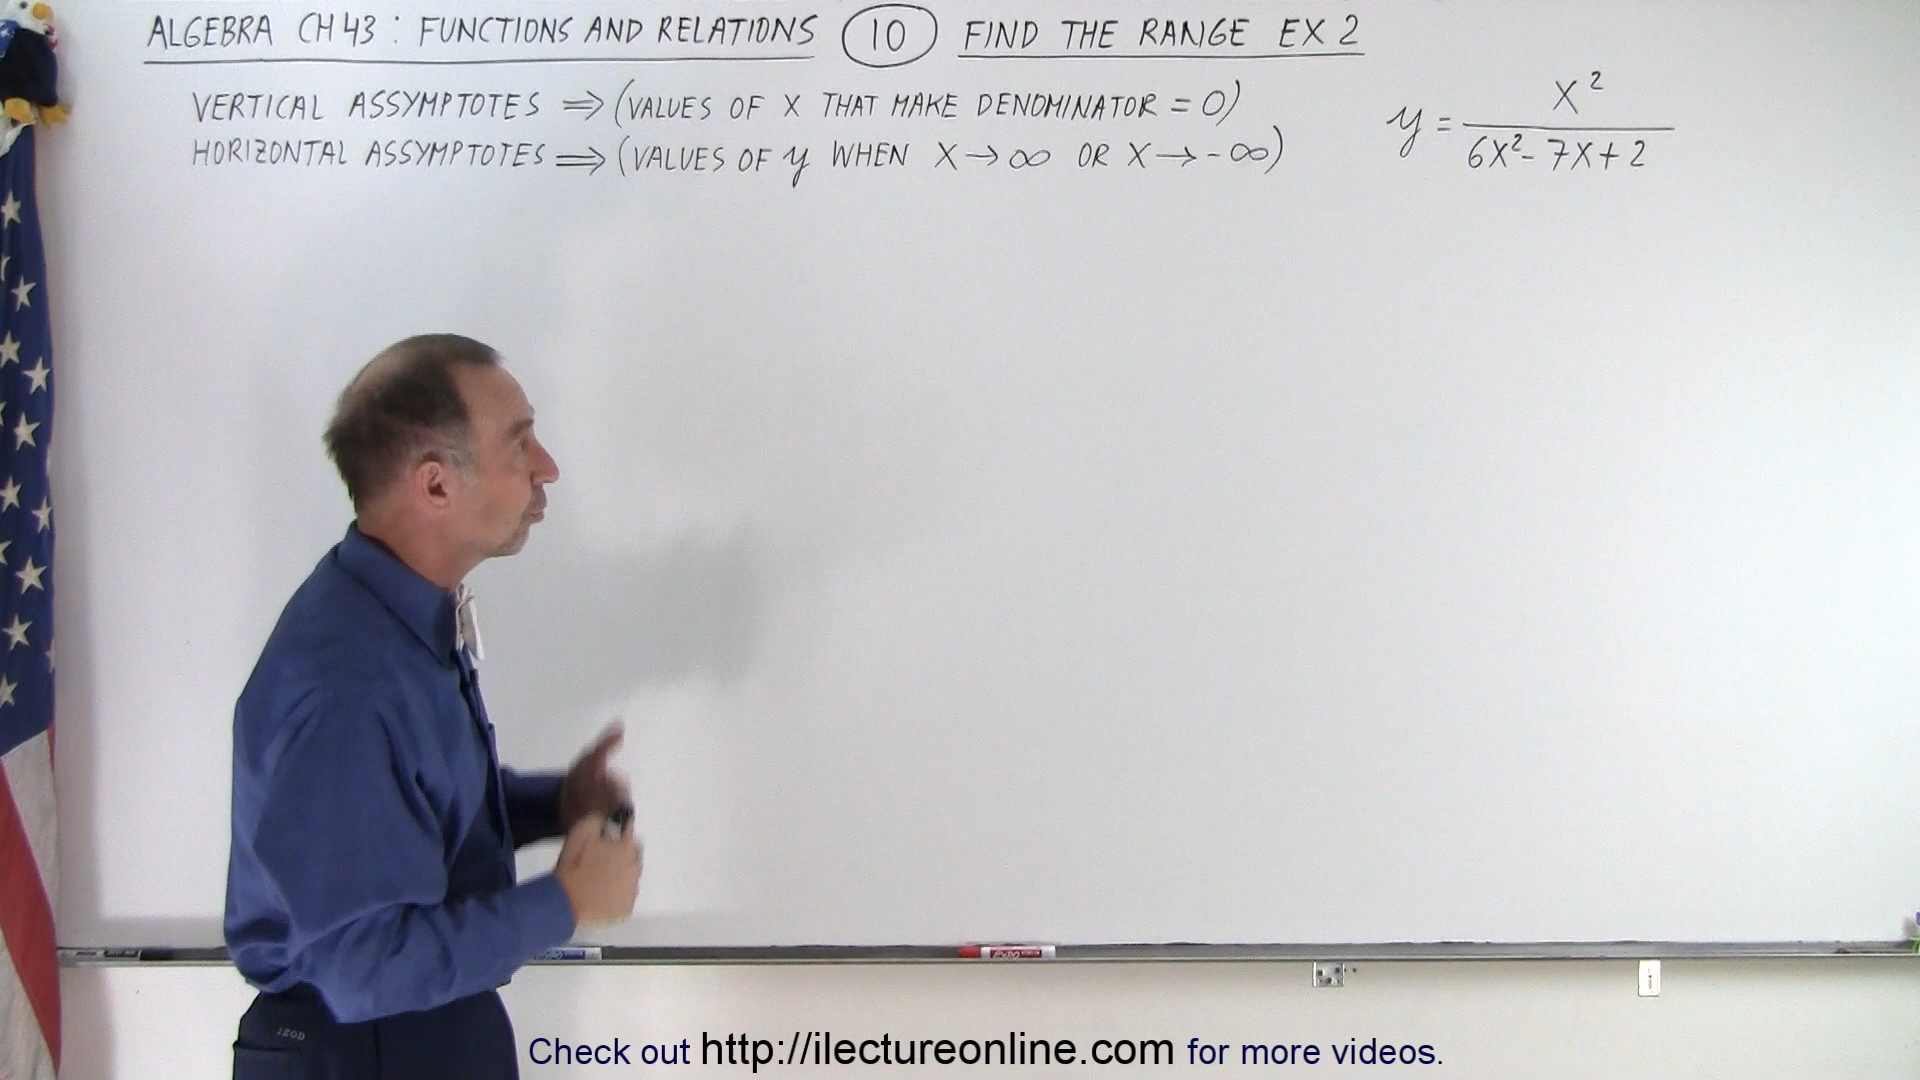 ALGEBRA CH 43 : FUNCTIONS AND RELATIONS (10) FIND THE RANGE EX 2
VERTICAL ASSYMPTOTES ⇒ (VALUES OF X THAT MAKE DENOMINATOR = 0)
HORIZONTAL ASSYMPTOTES ⇒ (VALUES OF y WHEN X → ∞ OR X → -∞)
y = X² / (6X² - 7X + 2)
IZOD
EXPO
Check out http://ilectureonline.com for more videos.